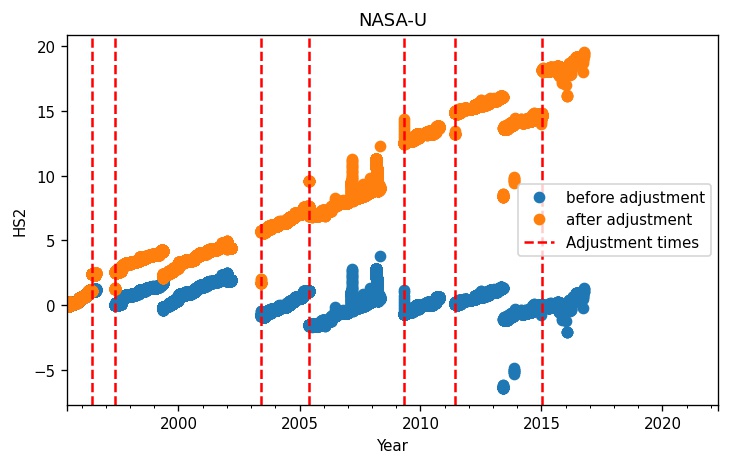 NASA-U
HS2
20
15
10
5
0
−5
before adjustment
after adjustment
Adjustment times
2000 2005 2010 2015 2020
Year